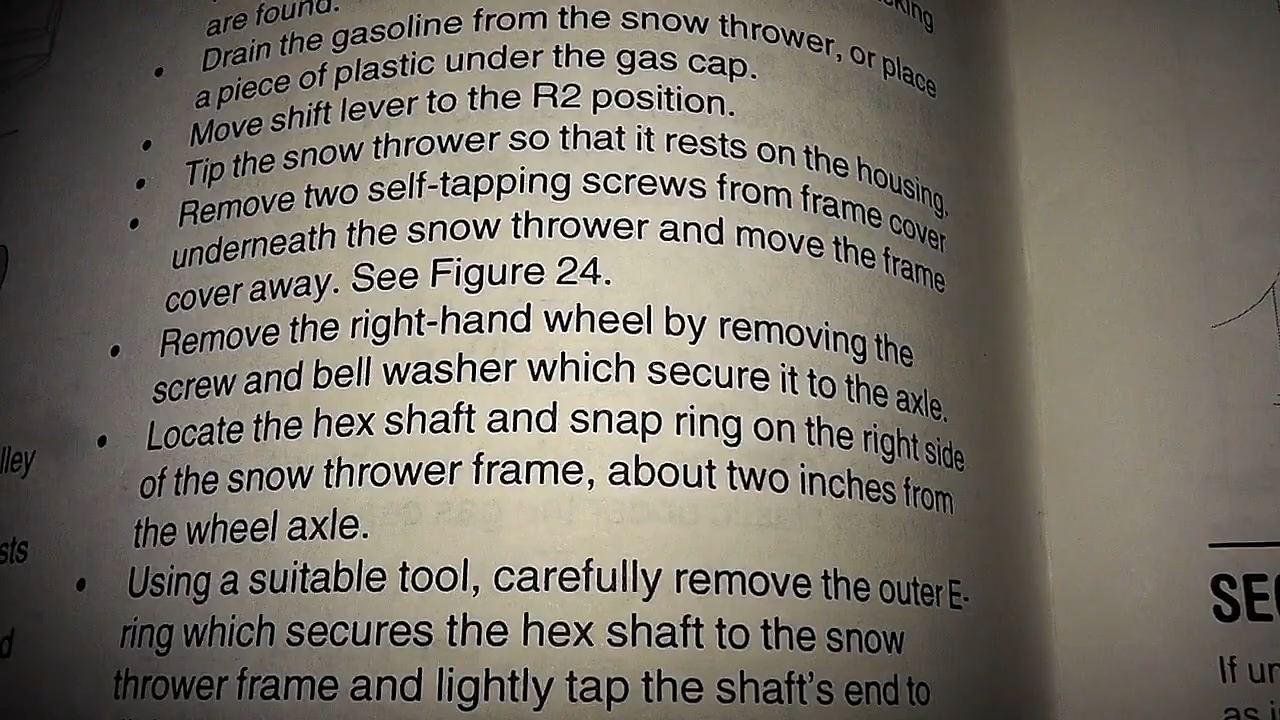 are found.
• Drain the gasoline from the snow thrower, or place
a piece of plastic under the gas cap.
• Move shift lever to the R2 position.
• Tip the snow thrower so that it rests on the housing.
• Remove two self-tapping screws from frame cover
underneath the snow thrower and move the frame
cover away. See Figure 24.
• Remove the right-hand wheel by removing the
screw and bell washer which secure it to the axle.
• Locate the hex shaft and snap ring on the right side
of the snow thrower frame, about two inches from
the wheel axle.
• Using a suitable tool, carefully remove the outer E-
ring which secures the hex shaft to the snow
thrower frame and lightly tap the shaft's end to
lley
sts
d
SE
If un
as i